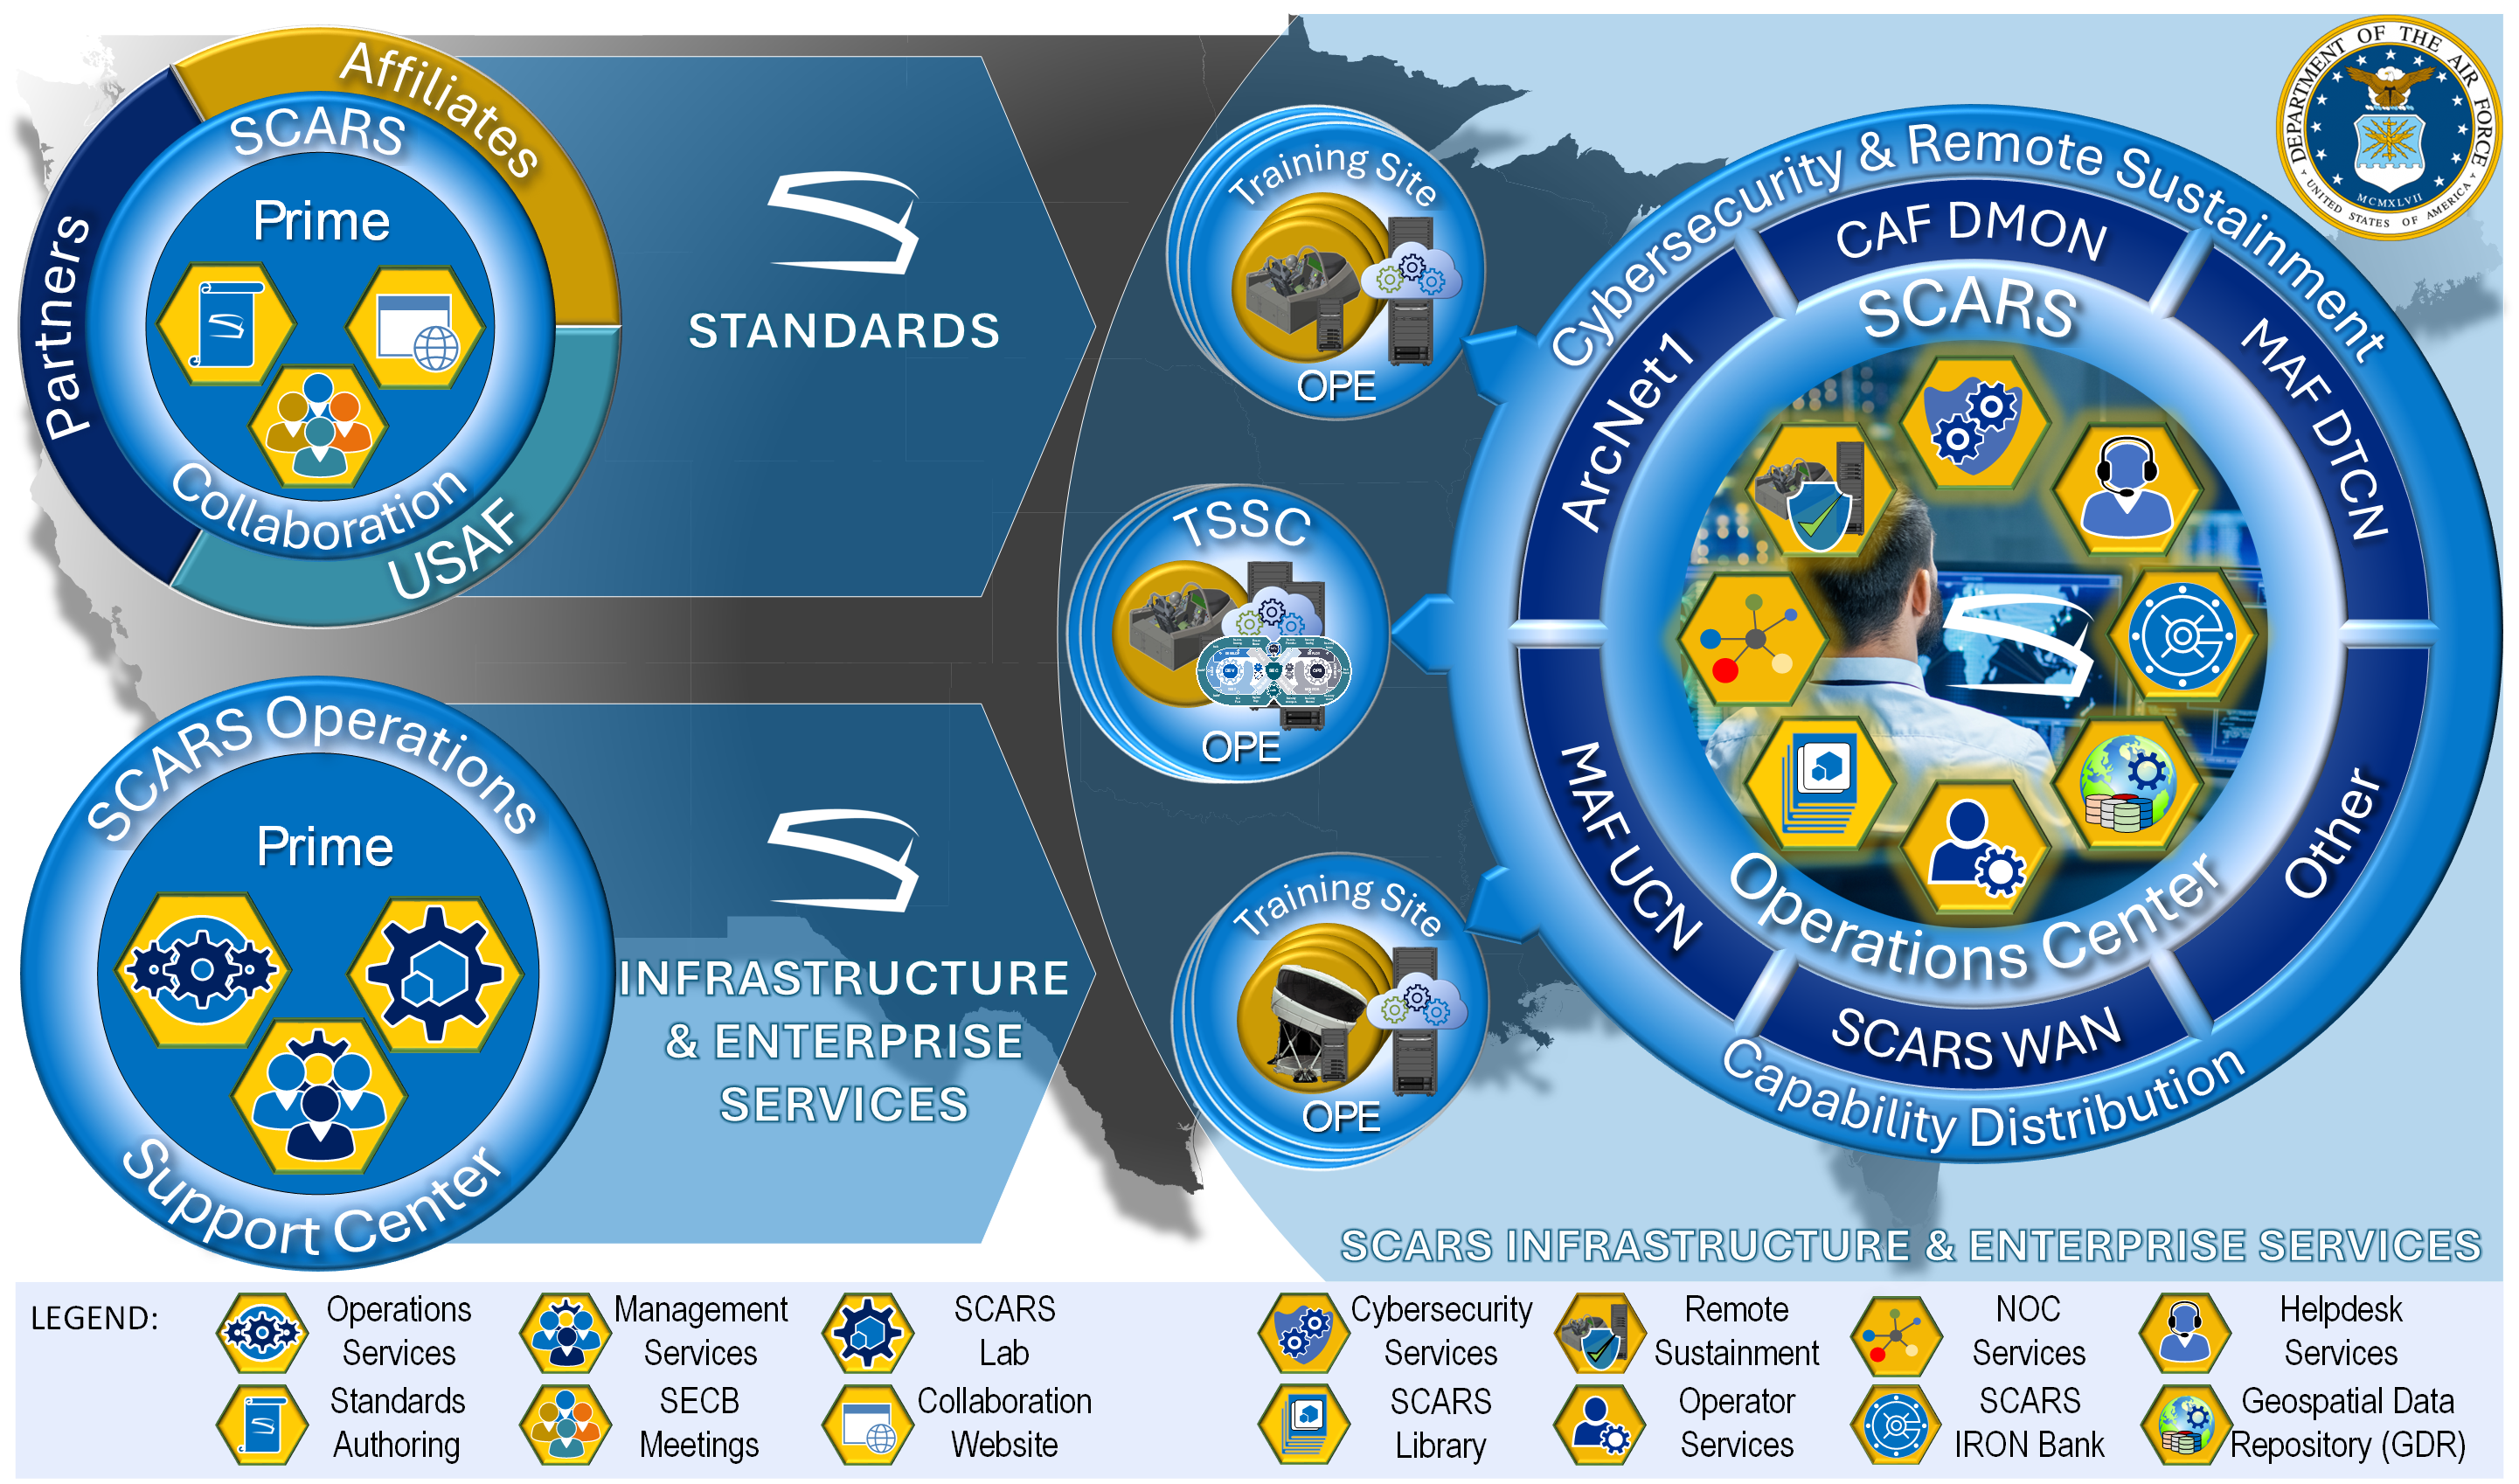 Affiliates
Partners
USAF
SCARS
Prime
Collaboration
STANDARDS
SCARS Operations
Prime
Support Center
INFRASTRUCTURE
& ENTERPRISE
SERVICES
Training Site
OPE
TSSC
OPE
Training Site
OPE
Cybersecurity & Remote Sustainment
CAF DMON
ArcNet1
MAF DTCN
SCARS
MAF UCN
Other
Operations Center
SCARS WAN
Capability Distribution
DEPARTMENT OF THE AIR FORCE
MCMXLVII
UNITED STATES OF AMERICA
SCARS INFRASTRUCTURE & ENTERPRISE SERVICES
LEGEND:
Operations
Services
Management
Services
SCARS
Lab
Cybersecurity
Services
Remote
Sustainment
NOC
Services
Helpdesk
Services
Standards
Authoring
SECB
Meetings
Collaboration
Website
SCARS
Library
Operator
Services
SCARS
IRON Bank
Geospatial Data
Repository (GDR)